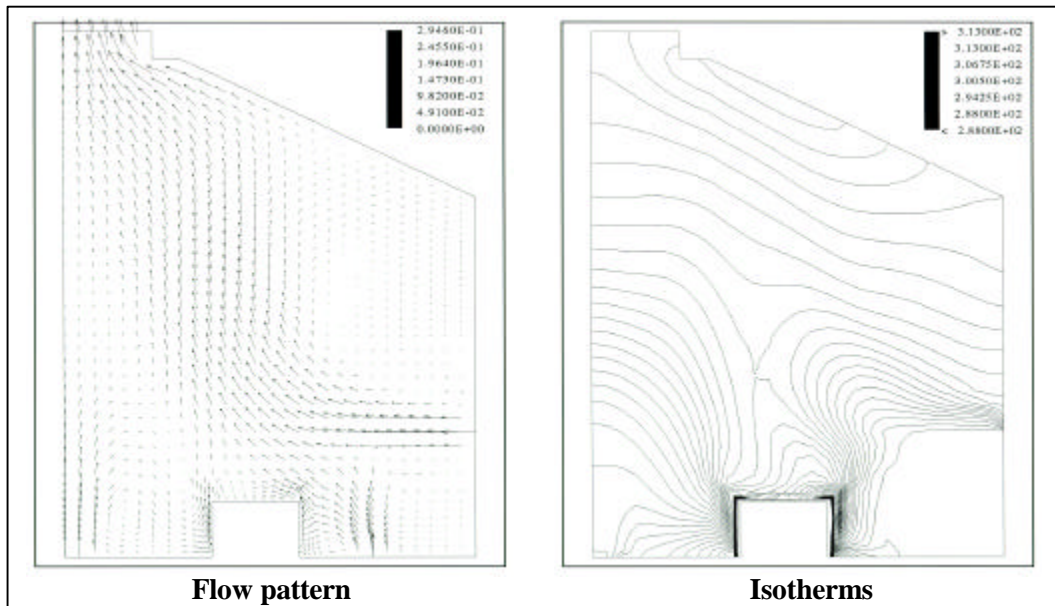 2.9460E-01
2.4550E-01
1.9640E-01
1.4730E-01
9.8200E-02
4.9100E-02
0.0000E+00
> 3.1300E+02
3.1300E+02
3.0675E+02
3.0050E+02
2.9425E+02
2.8800E+02
< 2.8800E+02
Flow pattern
Isotherms